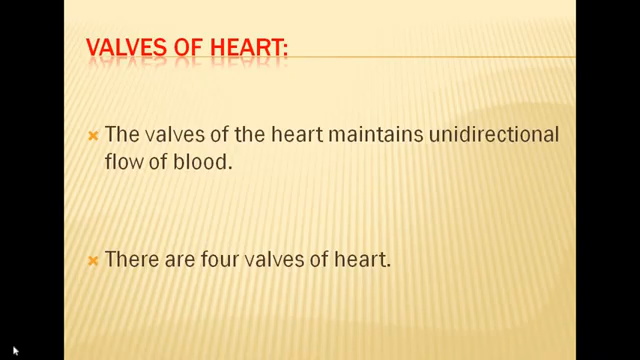 VALVES OF HEART:
The valves of the heart maintains unidirectional
flow of blood.
There are four valves of heart.